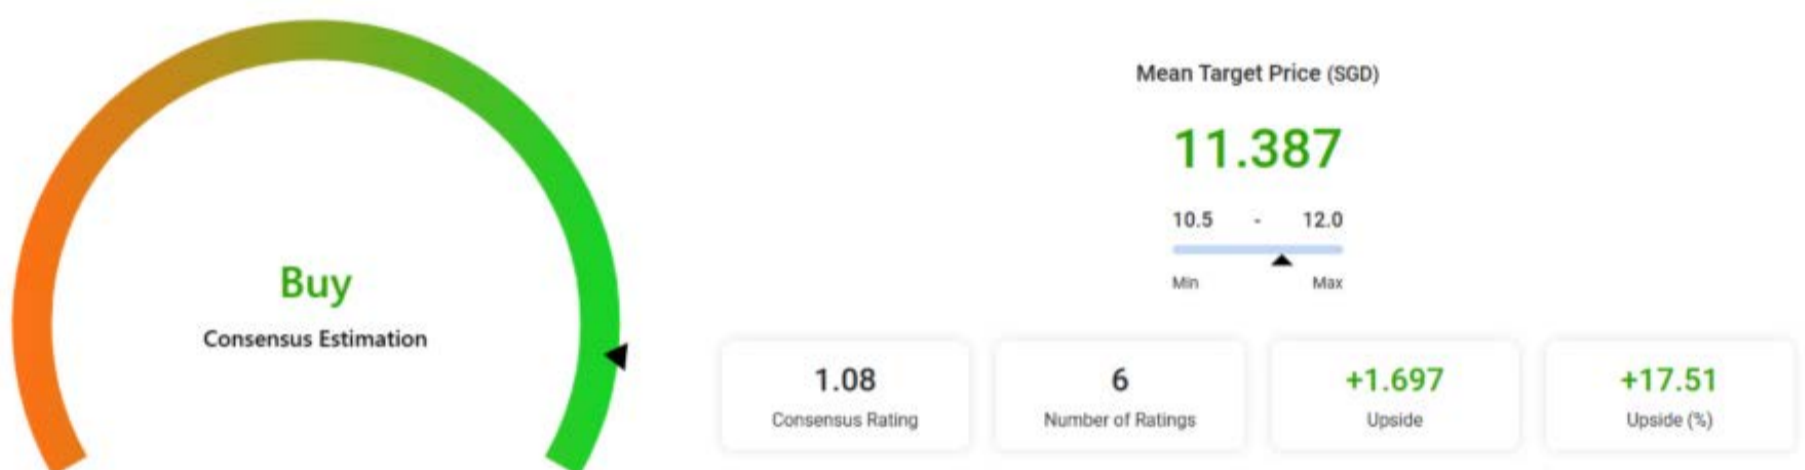 Buy
Consensus Estimation
Mean Target Price (SGD)
11.387
10.5 - 12.0
Min Max
1.08
Consensus Rating
6
Number of Ratings
+1.697
Upside
+17.51
Upside (%)